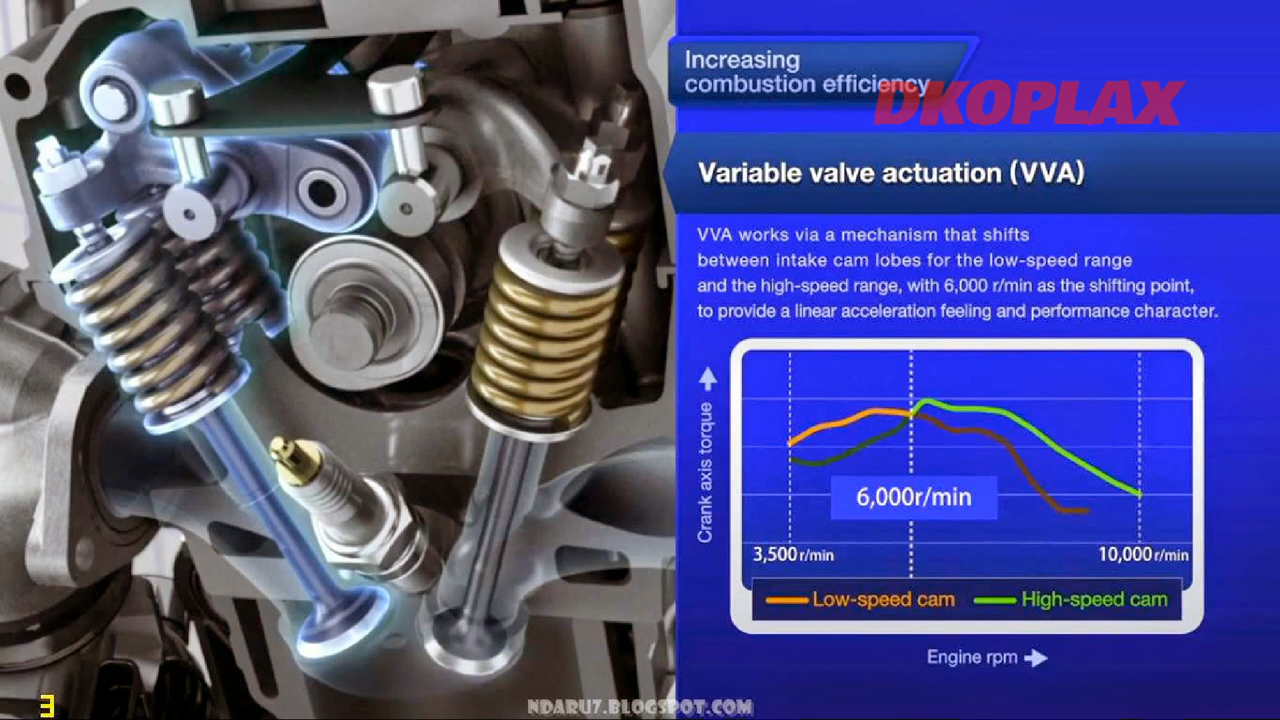 Increasing
combustion efficiency
DKOPLAX
Variable valve actuation (VVA)
VVA works via a mechanism that shifts
between intake cam lobes for the low-speed range
and the high-speed range, with 6,000 r/min as the shifting point,
to provide a linear acceleration feeling and performance character.
Crank axis torque
6,000r/min
3,500r/min
10,000r/min
Low-speed cam
High-speed cam
Engine rpm
3
NDARU7.BLOGSPOT.COM